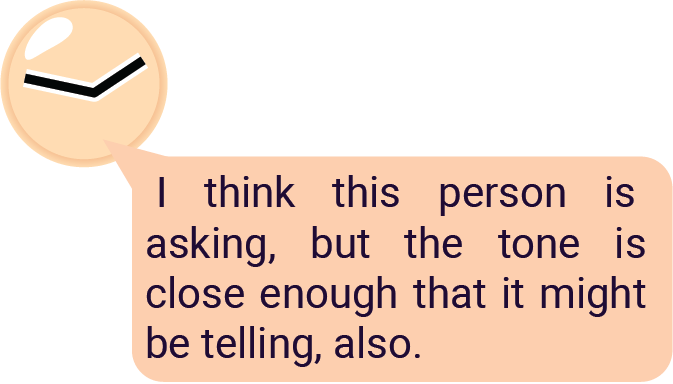 I think this person is
asking, but the tone is
close enough that it might
be telling, also.